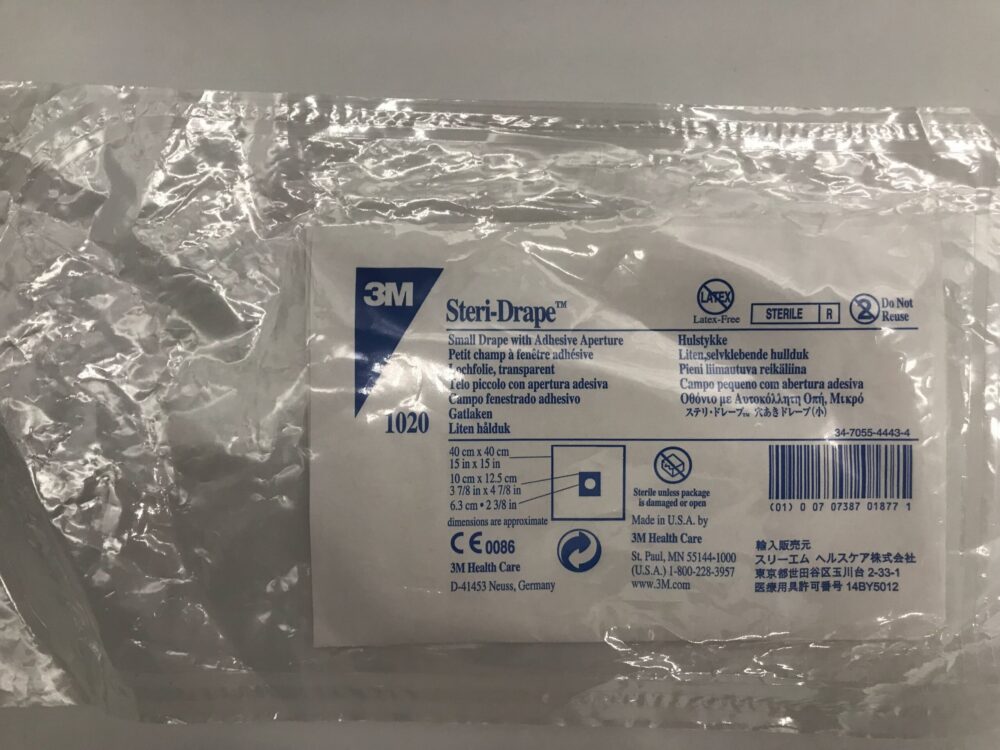 3M
Steri-Drape™
LATEX
Latex-Free
STERILE R
2
Do Not
Reuse
1020
Small Drape with Adhesive Aperture
Petit champ à fenêtre adhésive
Lochfolie, transparent
Telo piccolo con apertura adesiva
Campo fenestrado adhesivo
Gatlaken
Liten hålduk
Hulstykke
Liten,selvklebende hullduk
Pieni liimautuva reikäliina
Campo pequeno com abertura adesiva
Οθόνιο με Αυτοκόλλητη Οπή, Μικρό
ステリ・ドレープ™ 穴あきドレープ(小)
34-7055-4443-4
40 cm x 40 cm
15 in x 15 in
10 cm x 12.5 cm
3 7/8 in x 4 7/8 in
6.3 cm • 2 3/8 in
dimensions are approximate
CE 0086
3M Health Care
D-41453 Neuss, Germany
Sterile unless package
is damaged or open
Made in U.S.A. by
3M Health Care
St. Paul, MN 55144-1000
(U.S.A.) 1-800-228-3957
www.3M.com
(01) 0 07 07387 01877 1
輸入販売元
スリーエム ヘルスケア株式会社
東京都世田谷区玉川台 2-33-1
医療用具許可番号 14BY5012